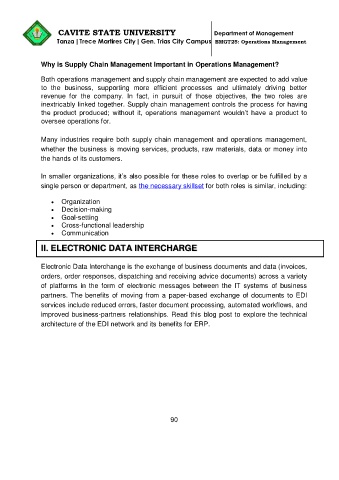 CAVITE STATE UNIVERSITY
Department of Management
Tanza | Trece Martires City | Gen. Trias City Campus BMGT25: Operations Management
Why is Supply Chain Management Important in Operations Management?
Both operations management and supply chain management are expected to add value
to the business, supporting more efficient processes and ultimately driving better
revenue for the company. In fact, in pursuit of those objectives, the two roles are
inextricably linked together. Supply chain management controls the process for having
the product produced; without it, operations management wouldn't have a product to
oversee operations for.
Many industries require both supply chain management and operations management,
whether the business is moving services, products, raw materials, data or money into
the hands of its customers.
In smaller organizations, it's also possible for these roles to overlap or be fulfilled by a
single person or department, as the necessary skillset for both roles is similar, including:
• Organization
• Decision-making
• Goal-setting
• Cross-functional leadership
• Communication
II. ELECTRONIC DATA INTERCHARGE
Electronic Data Interchange is the exchange of business documents and data (invoices,
orders, order responses, dispatching and receiving advice documents) across a variety
of platforms in the form of electronic messages between the IT systems of business
partners. The benefits of moving from a paper-based exchange of documents to EDI
services include reduced errors, faster document processing, automated workflows, and
improved business-partners relationships. Read this blog post to explore the technical
architecture of the EDI network and its benefits for ERP.
90